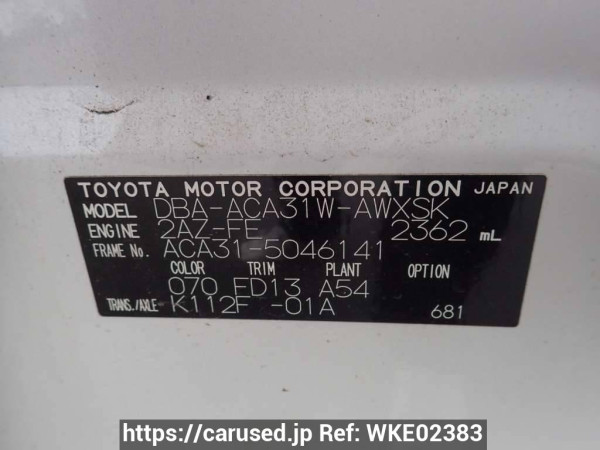 TOYOTA MOTOR CORPORATION JAPAN
MODEL DBA-ACA31W-AWXSK
ENGINE 2AZ-FE 2362 mL
FRAME No. ACA31-5046141
COLOR TRIM PLANT OPTION
070 FD13 A54
TRANS./AXLE K112F -01A 681
https://carused.jp Ref: WKE02383